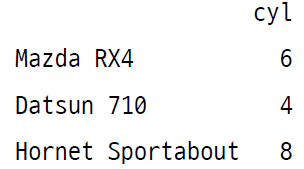 cyl
Mazda RX4 6
Datsun 710 4
Hornet Sportabout 8